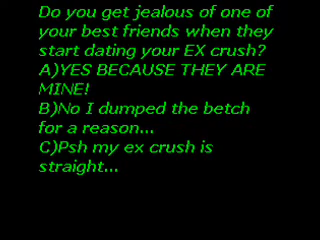 Do you get jealous of one of
your best friends when they
start dating your EX crush?
A)YES BECAUSE THEY ARE
MINE!
B)No I dumped the betch
for a reason...
C)Psh my ex crush is
straight...